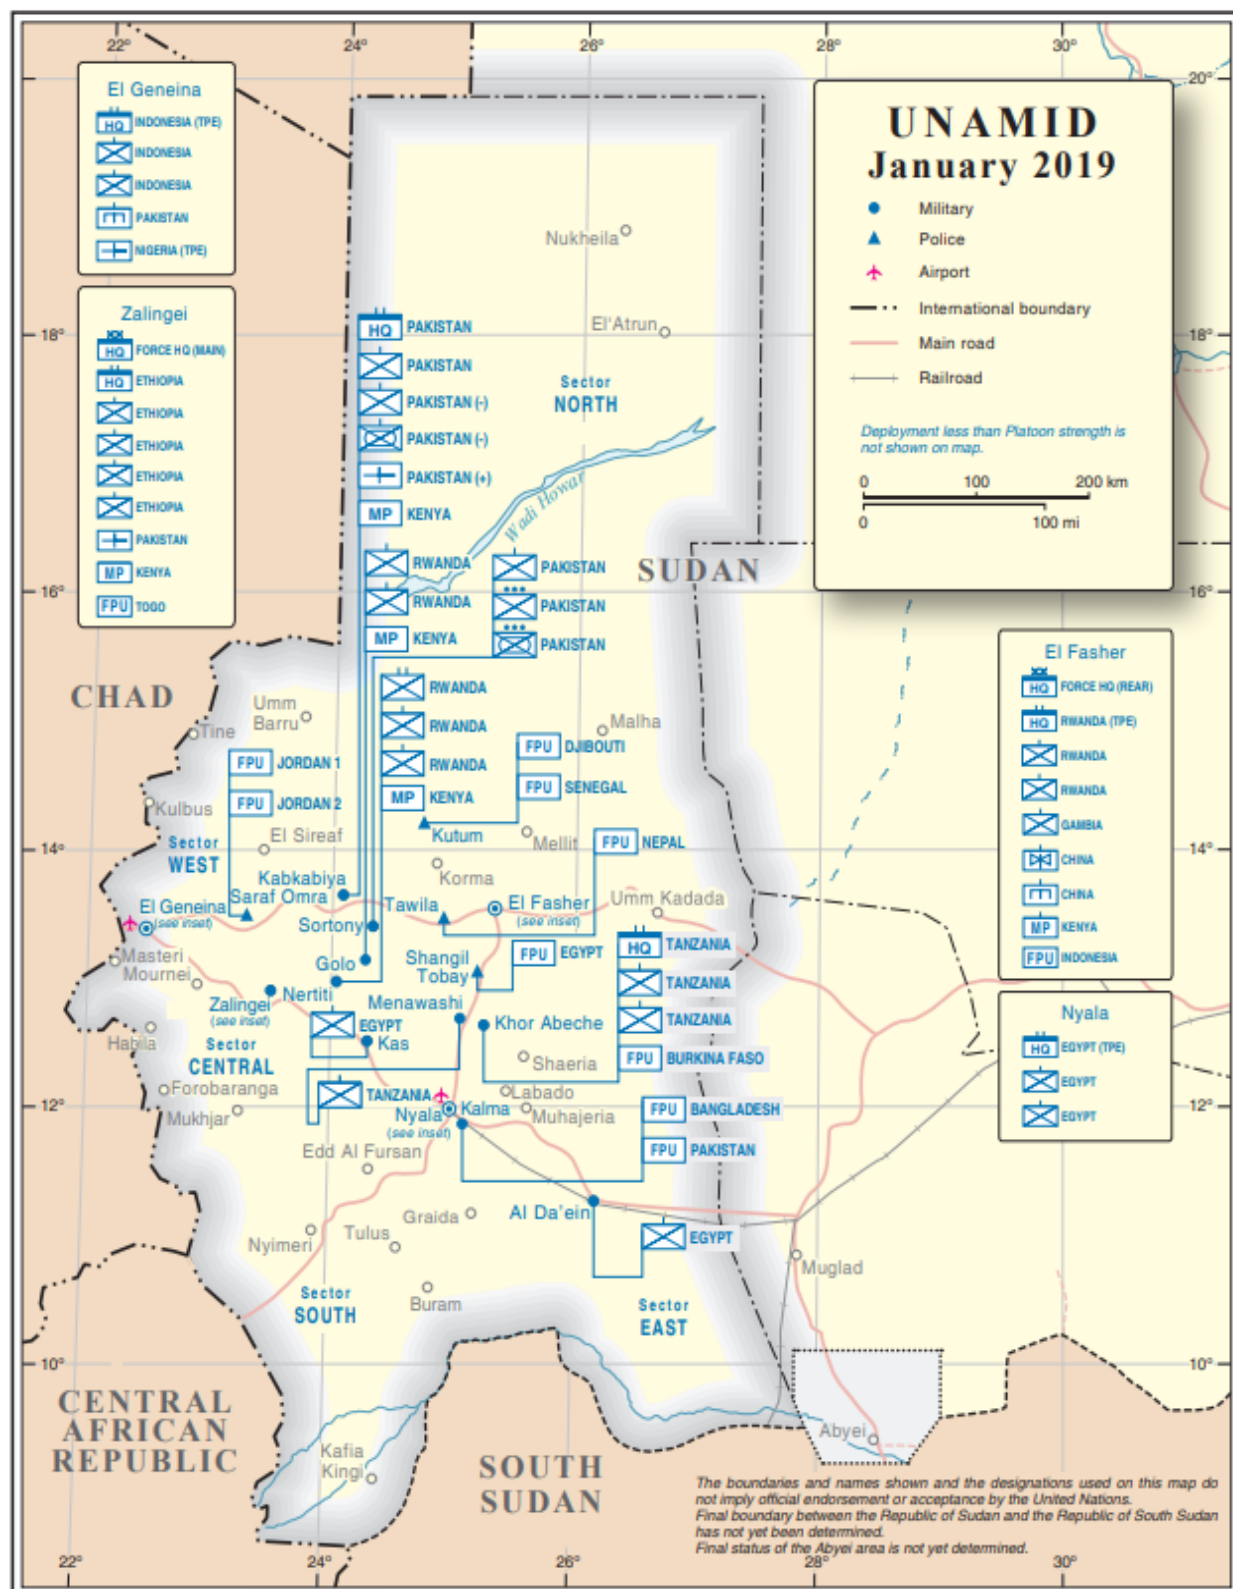 22°
24°
26°
28°
30°
20°
El Geneina
HQ
INDONESIA (TPE)
INDONESIA
INDONESIA
PAKISTAN
NIGERIA (TPE)
UNAMID
January 2019
Military
Police
Airport
International boundary
Main road
Railroad
Deployment less than Platoon strength is
not shown on map.
0 100 200 km
0 100 mi
Zalingei
HQ
FORCE HQ (MAIN)
HQ
ETHIOPIA
ETHIOPIA
ETHIOPIA
ETHIOPIA
ETHIOPIA
PAKISTAN
MP
KENYA
FPU
TOGO
Nukheila
El'Atrun
18°
18°
HQ
PAKISTAN
PAKISTAN
PAKISTAN (-)
PAKISTAN (-)
PAKISTAN (+)
MP
KENYA
Sector
NORTH
Wadi Howar
RWANDA
RWANDA
MP
KENYA
PAKISTAN
PAKISTAN
PAKISTAN
SUDAN
16°
16°
El Fasher
HQ
FORCE HQ (REAR)
HQ
RWANDA (TPE)
RWANDA
RWANDA
GAMBIA
CHINA
CHINA
MP
KENYA
FPU
INDONESIA
CHAD
RWANDA
RWANDA
RWANDA
MP
KENYA
Umm
Barru
Tine
Malha
FPU
DJIBOUTI
FPU
SENEGAL
FPU
JORDAN 1
FPU
JORDAN 2
Kulbus
El Sireaf
Kutum
Mellit
FPU
NEPAL
Sector
WEST
14°
14°
Kabkabiya
Korma
Saraf Omra
El Geneina
(see inset)
Tawila
El Fasher
(see inset)
Umm Kadada
Sortony
Masteri
Mournei
Golo
Shangil
Tobay
FPU
EGYPT
HQ
TANZANIA
TANZANIA
TANZANIA
FPU
BURKINA FASO
Zalingei
(see inset)
Nertiti
Menawashi
Khor Abeche
EGYPT
Kas
Habila
Sector
CENTRAL
Shaeria
Nyala
HQ
EGYPT (TPE)
EGYPT
EGYPT
Forobaranga
TANZANIA
Labado
Mukhjar
Nyala
(see inset)
Kalma
Muhajeria
FPU
BANGLADESH
FPU
PAKISTAN
12°
12°
Edd Al Fursan
Al Da'ein
Graida
EGYPT
Tulus
Nyimeri
Muglad
Buram
Sector
SOUTH
Sector
EAST
10°
10°
CENTRAL
AFRICAN
REPUBLIC
Kafia
Kingi
SOUTH
SUDAN
Abyei
The boundaries and names shown and the designations used on this map do
not imply official endorsement or acceptance by the United Nations.
Final boundary between the Republic of Sudan and the Republic of South Sudan
has not yet been determined.
Final status of the Abyei area is not yet determined.
22°
24°
26°
28°
30°